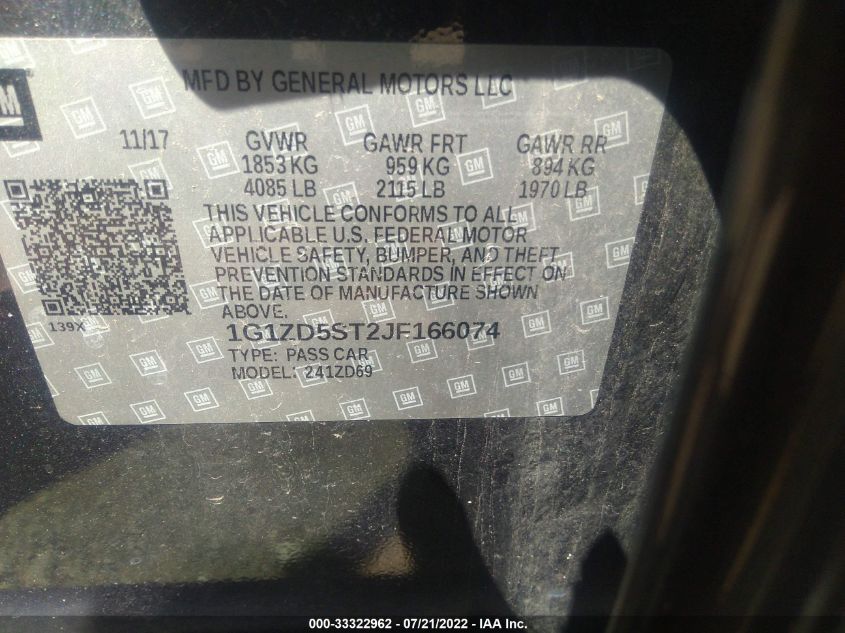 GM
MFD BY GENERAL MOTORS LLC
11/17 GVWR GAWR FRT GAWR RR
1853 KG 959 KG 894 KG
4085 LB 2115 LB 1970 LB
THIS VEHICLE CONFORMS TO ALL
APPLICABLE U.S. FEDERAL MOTOR
VEHICLE SAFETY, BUMPER, AND THEFT
PREVENTION STANDARDS IN EFFECT ON
THE DATE OF MANUFACTURE SHOWN
ABOVE.
139X
1G1ZD5ST2JF166074
TYPE: PASS CAR
MODEL: 241ZD69
000-33322962 - 07/21/2022 - IAAI.com